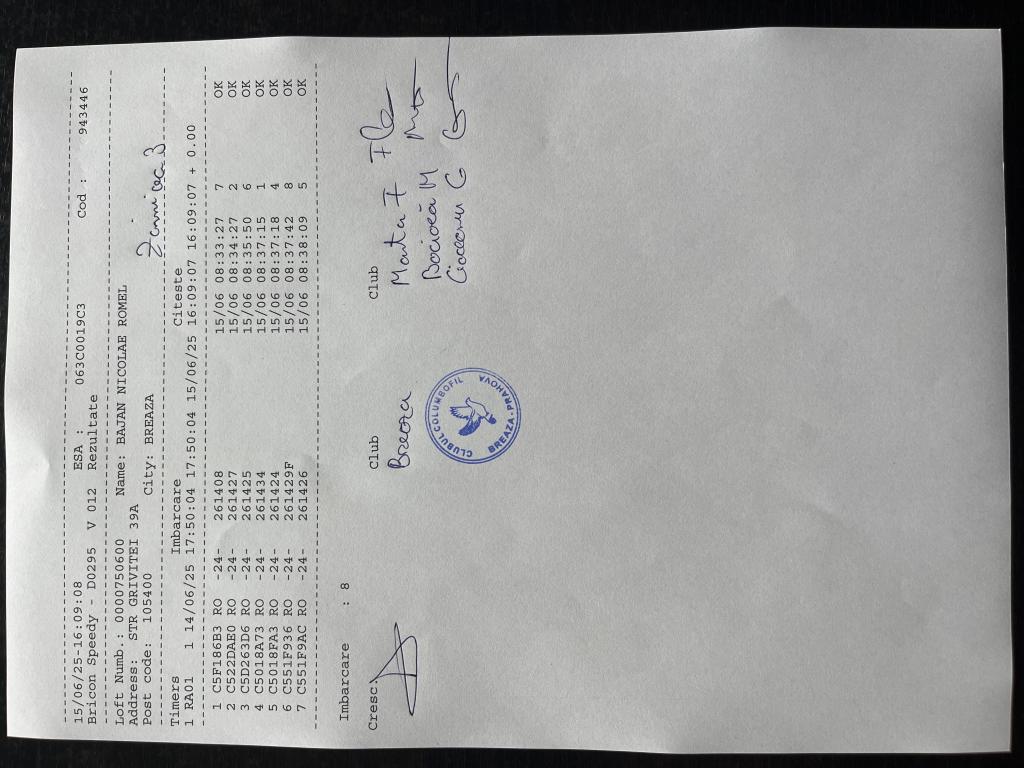 15/06/25-16:09:08 ESA : 063C0019C3 Cod : 943446
Bricon Speedy - D0295 V 012 Rezultate
Loft Numb.: 0000750600 Name: BAJAN NICOLAE ROMEL
Address: STR GRIVITEI 39A
Post code: 105400 City: BREAZA
Timers Imbarcare Citeste
1 RA01 1 14/06/25 17:50:04 17:50:04 15/06/25 16:09:07 16:09:07 + 0.00
1 C5F186B3 RO -24- 261408 15/06 08:33:27 7 OK
2 C522DAE0 RO -24- 261427 15/06 08:34:27 2 OK
3 C5D263D6 RO -24- 261425 15/06 08:35:50 6 OK
4 C5018A73 RO -24- 261434 15/06 08:37:15 1 OK
5 C5018FA3 RO -24- 261424 15/06 08:37:18 4 OK
6 C551F936 RO -24- 261429F 15/06 08:37:42 8 OK
7 C551F9AC RO -24- 261426 15/06 08:38:09 5 OK
Imbarcare : 8
Cresc. Club Club
Breaza
CLUBUL COLUMBOFIL
BREAZA - PRAHOVA